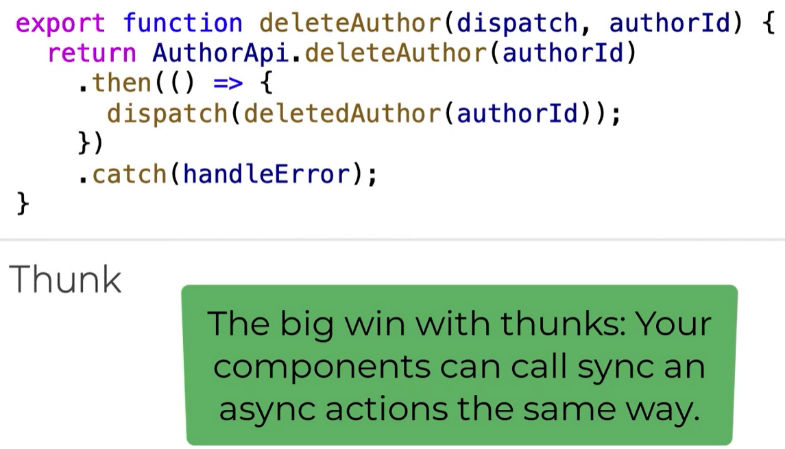 export function deleteAuthor(dispatch, authorId) {
  return AuthorApi.deleteAuthor(authorId)
    .then(() => {
      dispatch(deletedAuthor(authorId));
    })
    .catch(handleError);
}
Thunk
The big win with thunks: Your
components can call sync an
async actions the same way.